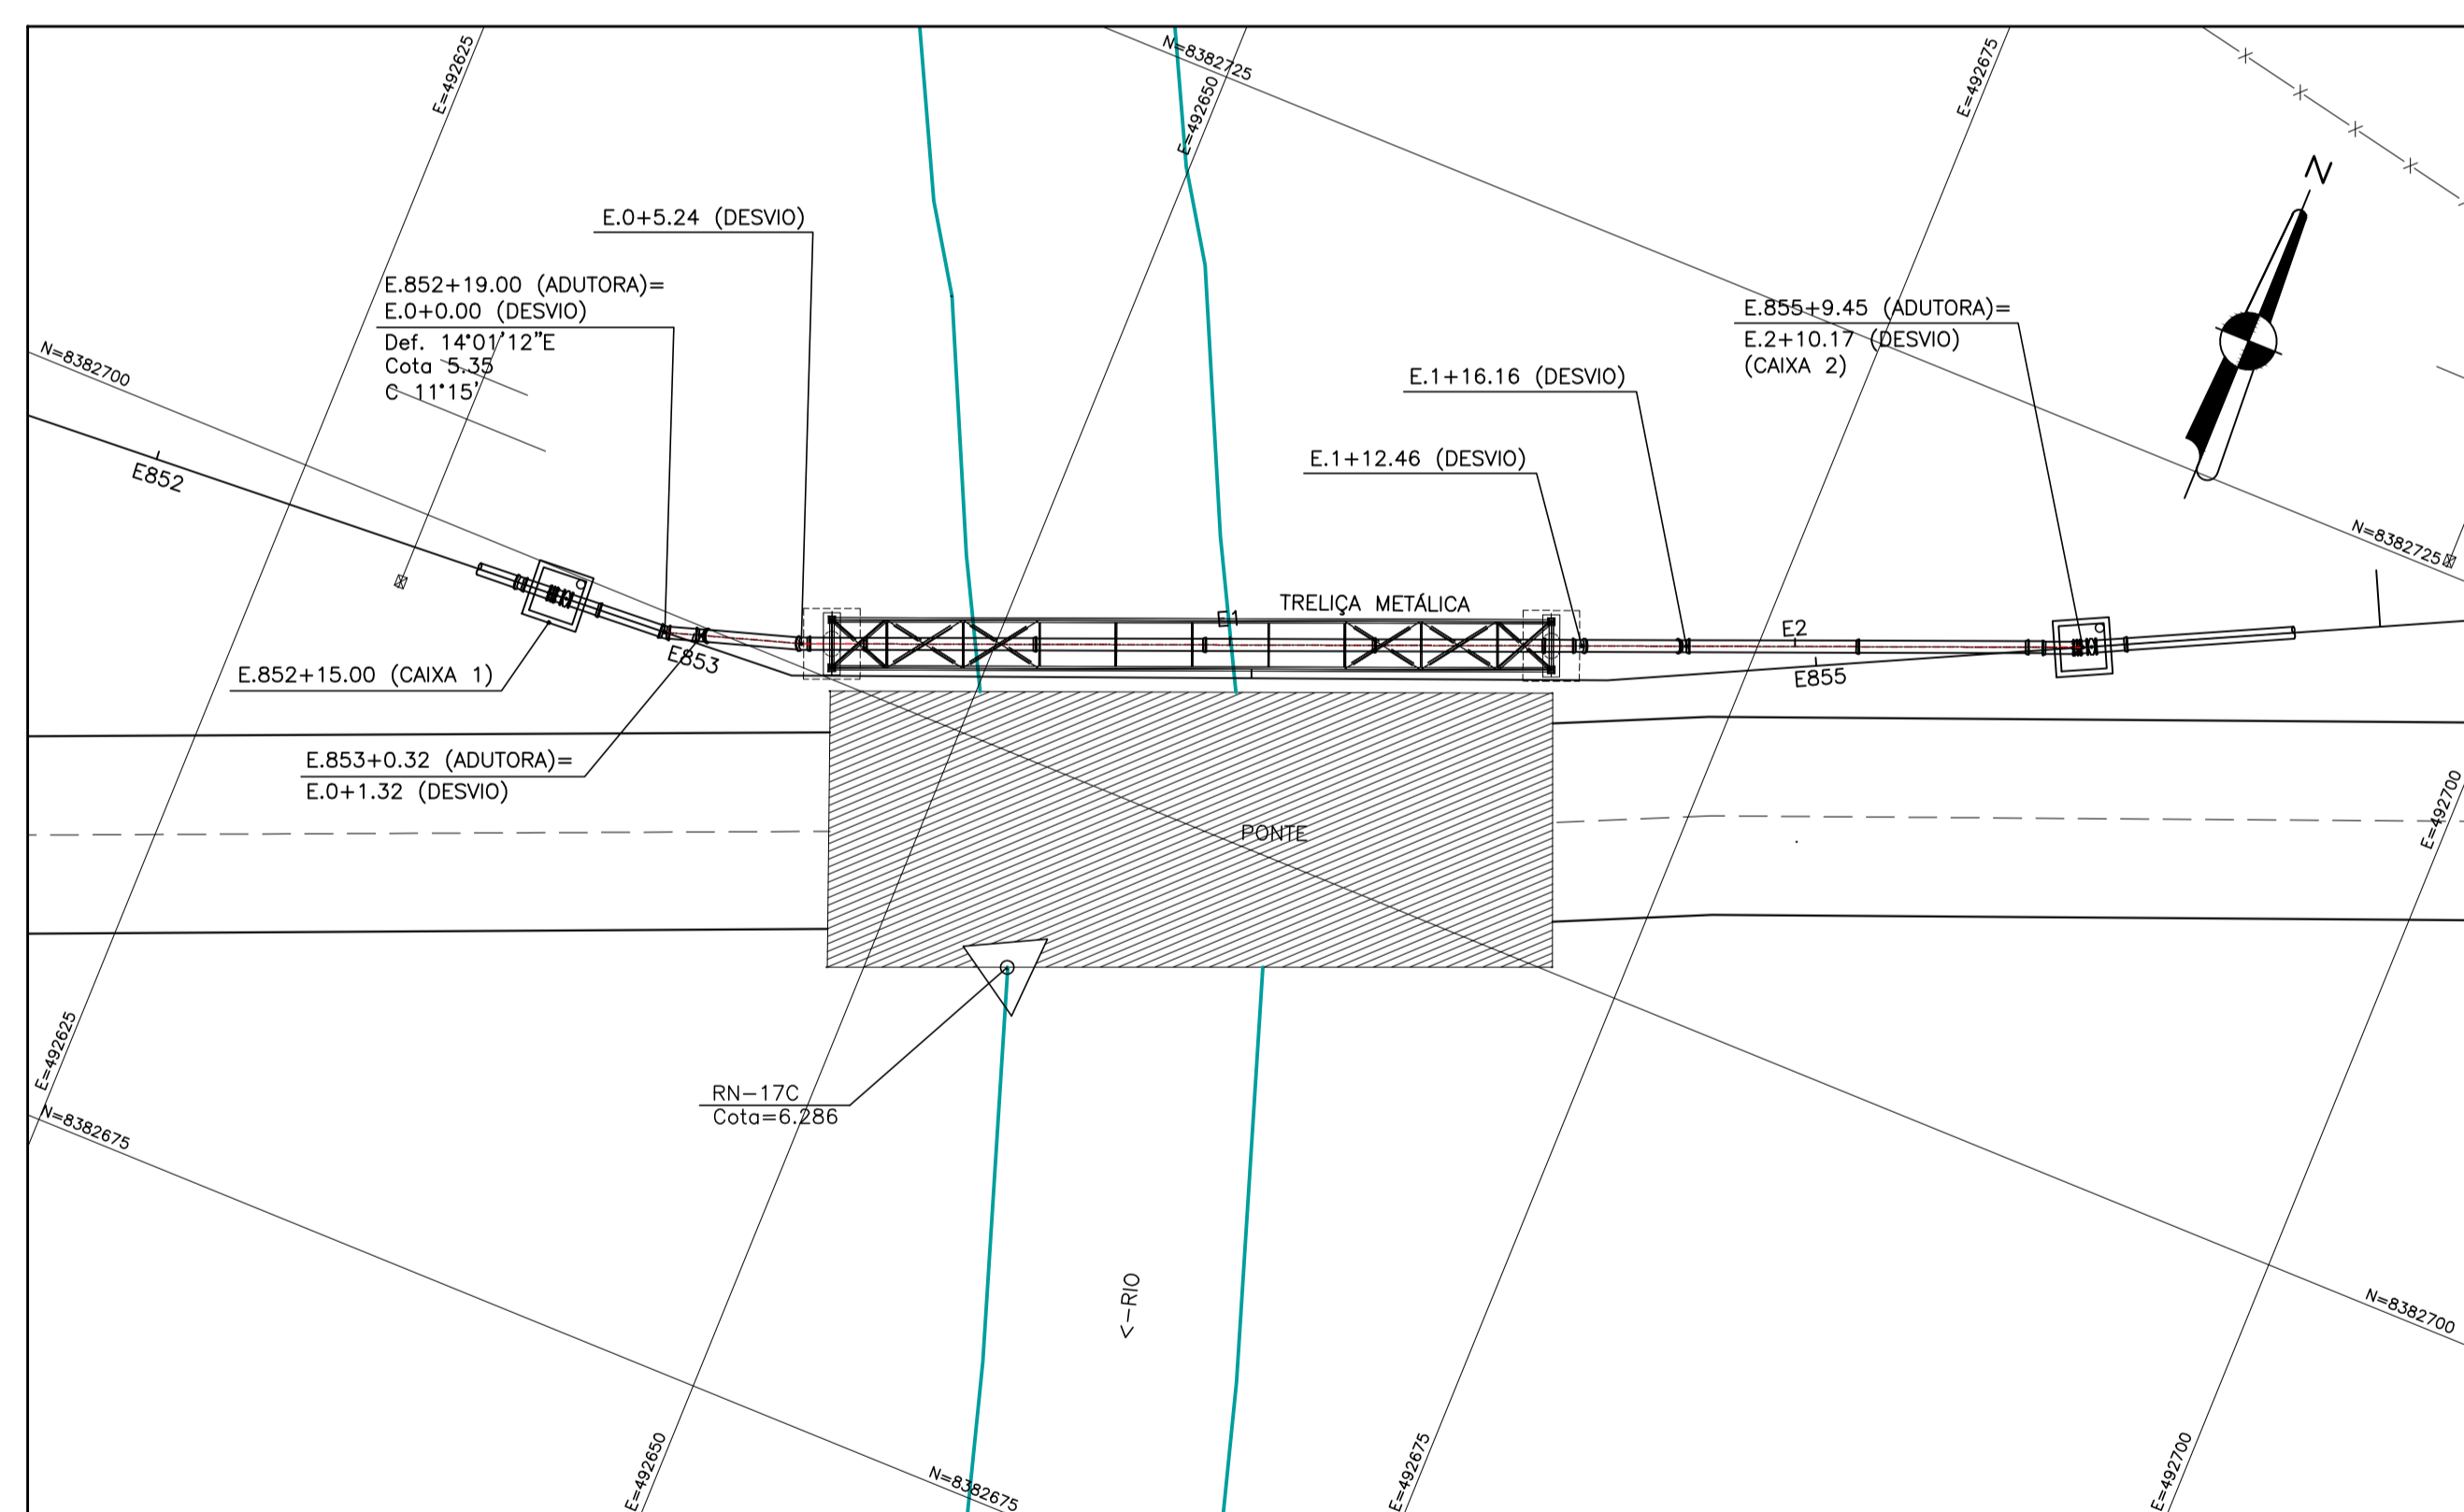 E=492625
N=8382725
E=492650
E=492675
N
E.0+5.24 (DESVIO)
E.852+19.00 (ADUTORA)=
E.0+0.00 (DESVIO)
Def. 14°01'12"E
Cota 5.35
C 11°15'
E.855+9.45 (ADUTORA)=
E.2+10.17 (DESVIO)
(CAIXA 2)
N=8382700
E.1+16.16 (DESVIO)
E.1+12.46 (DESVIO)
E852
N=8382725
TRELIÇA METÁLICA
E1
E2
E853
E.852+15.00 (CAIXA 1)
E855
E.853+0.32 (ADUTORA)=
E.0+1.32 (DESVIO)
PONTE
E=492700
E=492625
RN-17C
Cota=6.286
N=8382675
<-RIO
N=8382700
E=492650
N=8382675
E=492675
E=492700